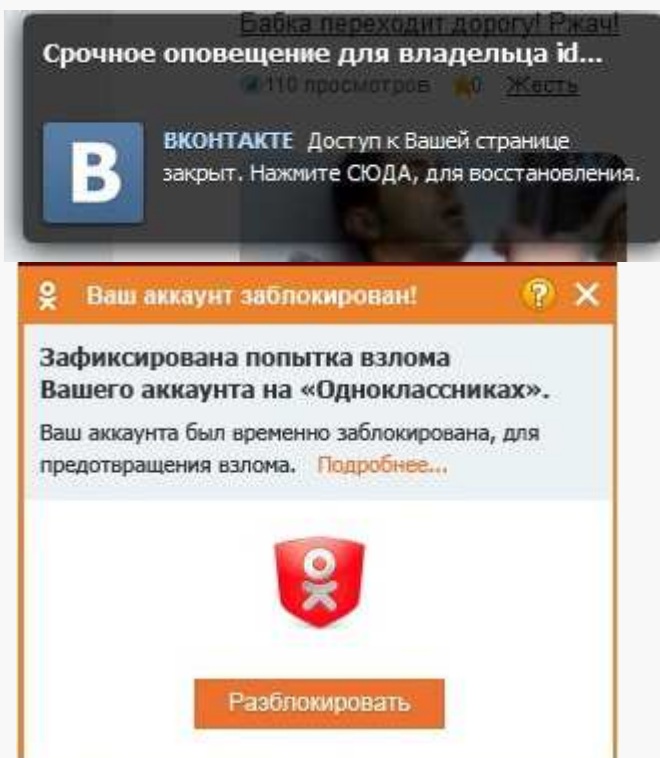 Бабка переходит дорогу! Ржач!
Срочное оповещение для владельца id...
110 просмотров 0 Жесть
В ВКОНТАКТЕ Доступ к Вашей странице
закрыт. Нажмите СЮДА, для восстановления.
Ваш аккаунт заблокирован! ?
Зафиксирована попытка взлома
Вашего аккаунта на «Одноклассниках».
Ваш аккаунта был временно заблокирована, для
предотвращения взлома. Подробнее...
Разблокировать